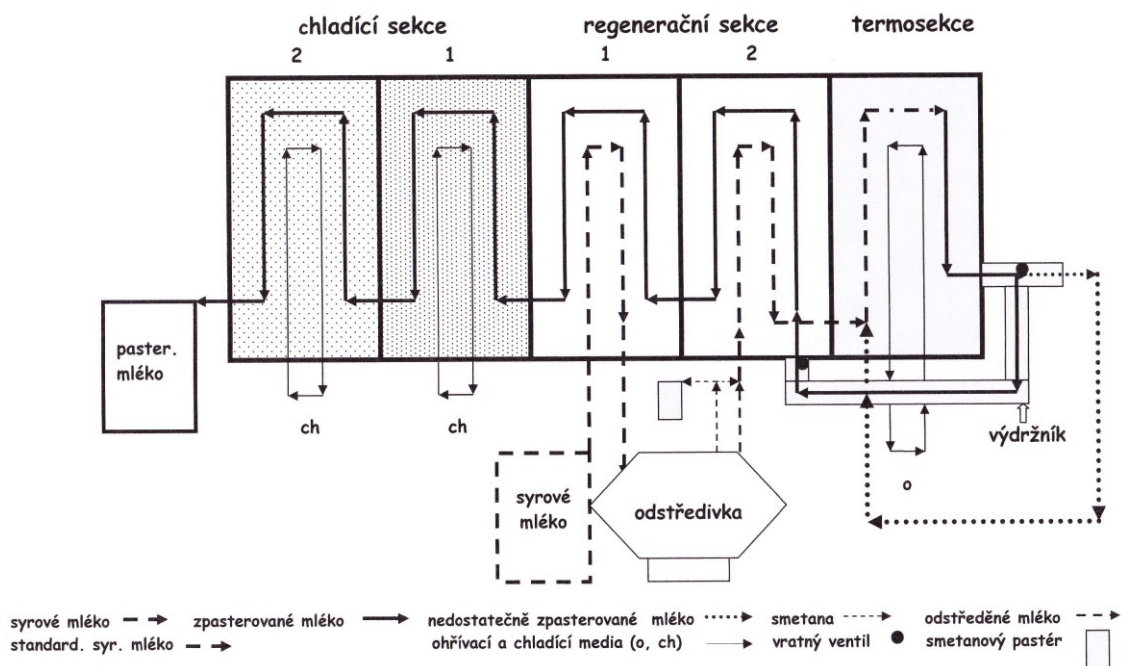 chladící sekce
regenerační sekce
termosekce
2
1
1
2
paster.
mléko
ch
ch
výdržník
o
syrové
mléko
odstředivka
syrové mléko
zpasterované mléko
nedostatečně zpasterované mléko
smetana
odstředěné mléko
standard. syr. mléko
ohřívací a chladící media (o, ch)
vratný ventil
smetanový pastér